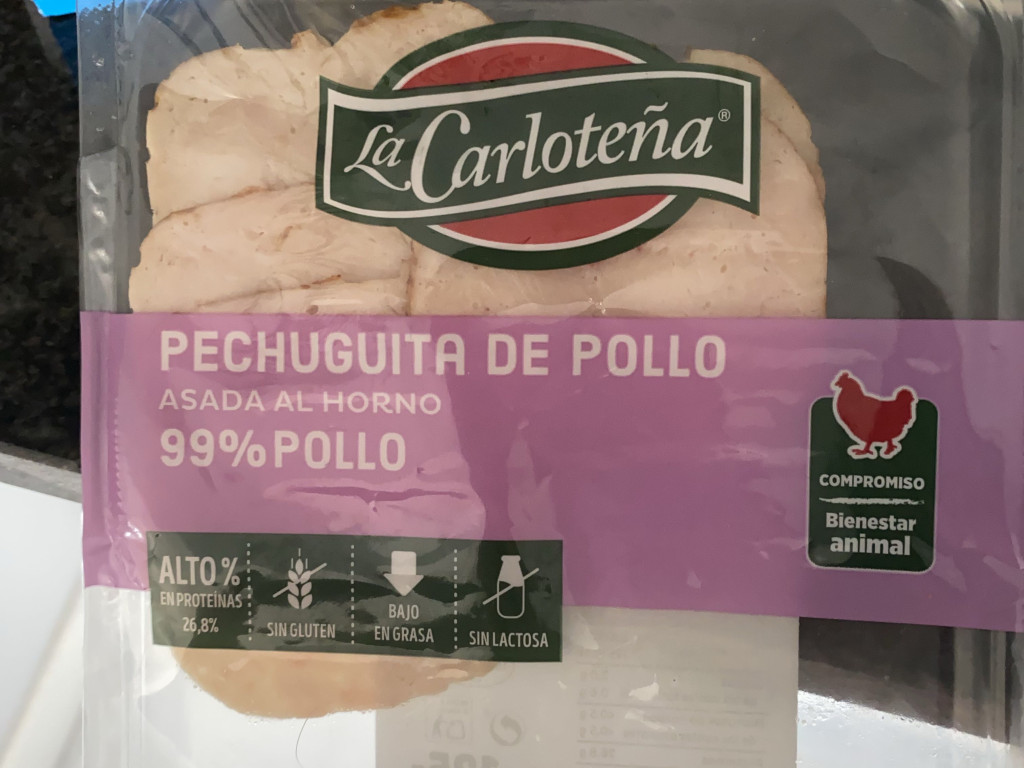 La Carloteña®
PECHUGUITA DE POLLO
ASADA AL HORNO
99% POLLO
COMPROMISO
Bienestar
animal
ALTO %
EN PROTEÍNAS
26,8%
SIN GLUTEN
BAJO
EN GRASA
SIN LACTOSA